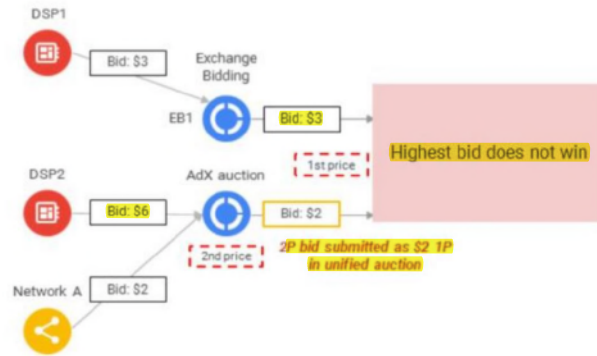 DSP1
Bid: $3
Exchange
Bidding
EB1
Bid: $3
1st price
Highest bid does not win
DSP2
Bid: $6
AdX auction
Bid: $2
2nd price
2P bid submitted as $2 1P
in unified auction
Network A
Bid: $2